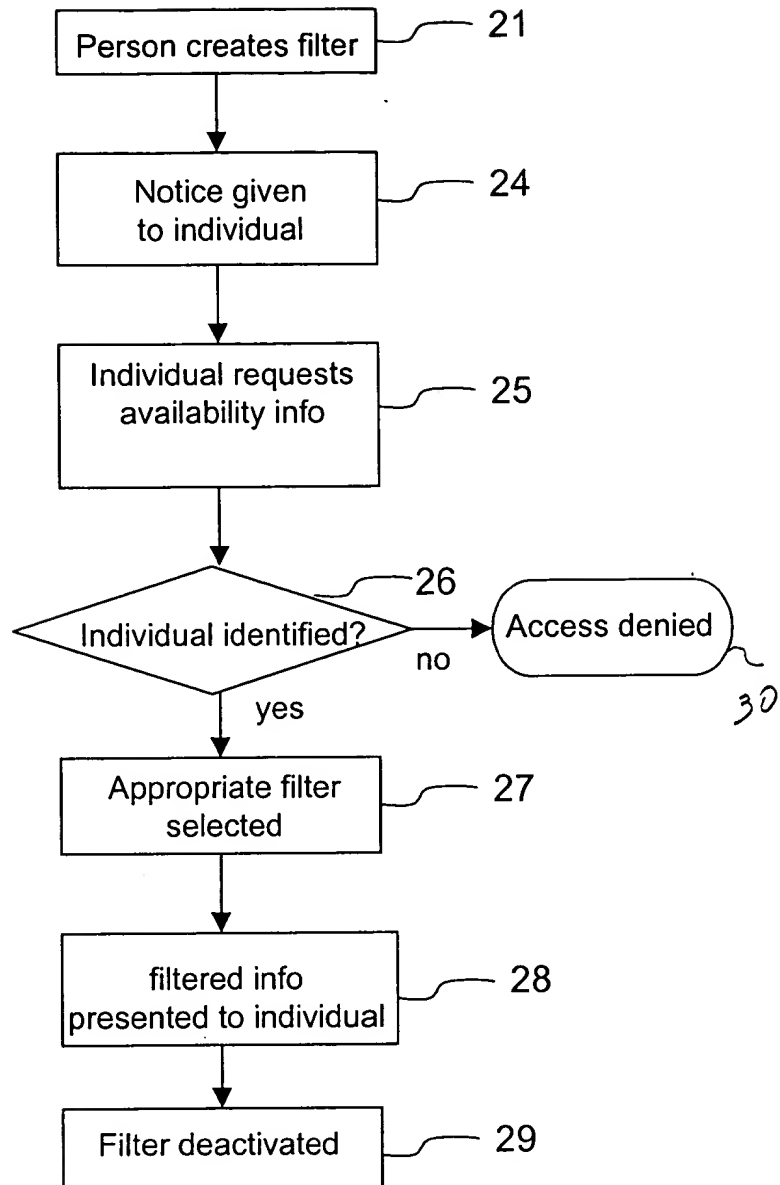 Person creates filter
21
Notice given
to individual
24
Individual requests
availability info
25
26
Individual identified?
no
Access denied
30
yes
Appropriate filter
selected
27
filtered info
presented to individual
28
Filter deactivated
29